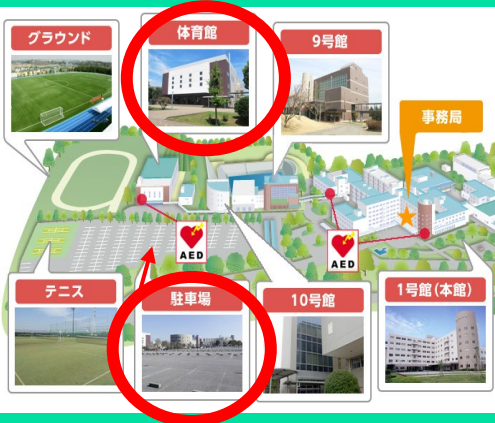 グラウンド
体育館
9号館
事務局
AED
AED
テニス
駐車場
10号館
1号館(本館)